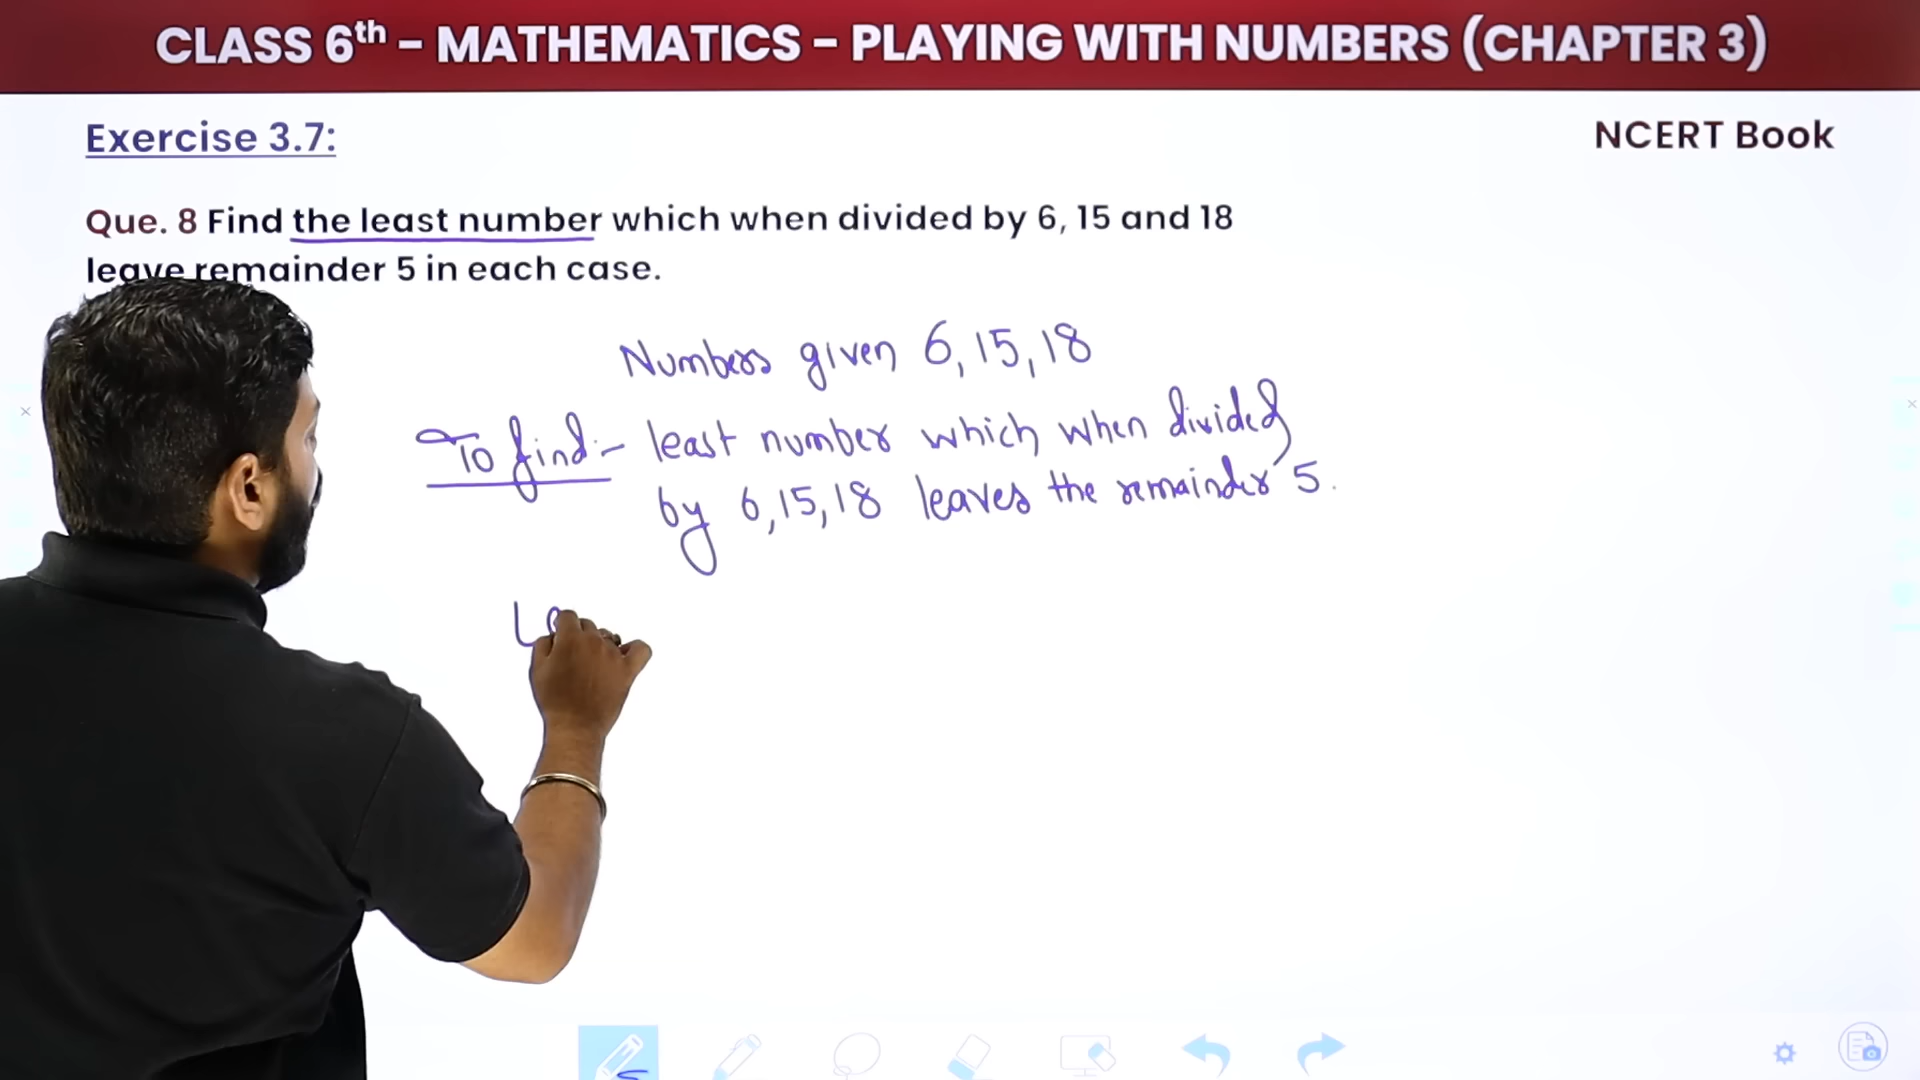 CLASS 6th – MATHEMATICS – PLAYING WITH NUMBERS (CHAPTER 3)
Exercise 3.7:
NCERT Book
Que. 8 Find the least number which when divided by 6, 15 and 18
leave remainder 5 in each case.
Numbers given 6, 15, 18
To find:- least number which when divided
by 6, 15, 18 leaves the remainder 5.